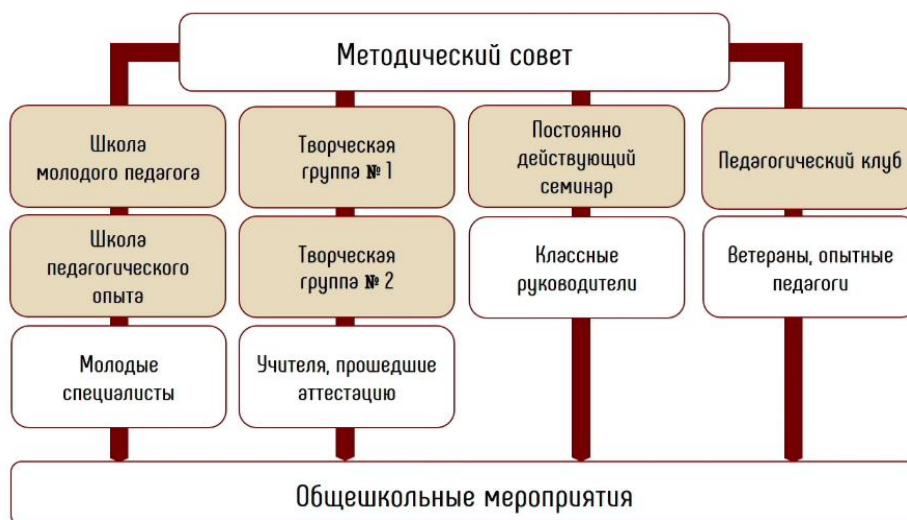 Методический совет
Школа
молодого педагога
Школа
педагогического
опыта
Молодые
специалисты
Творческая
группа № 1
Творческая
группа № 2
Учителя, прошедшие
аттестацию
Постоянно
действующий
семинар
Классные
руководители
Педагогический клуб
Ветераны, опытные
педагоги
Общешкольные мероприятия